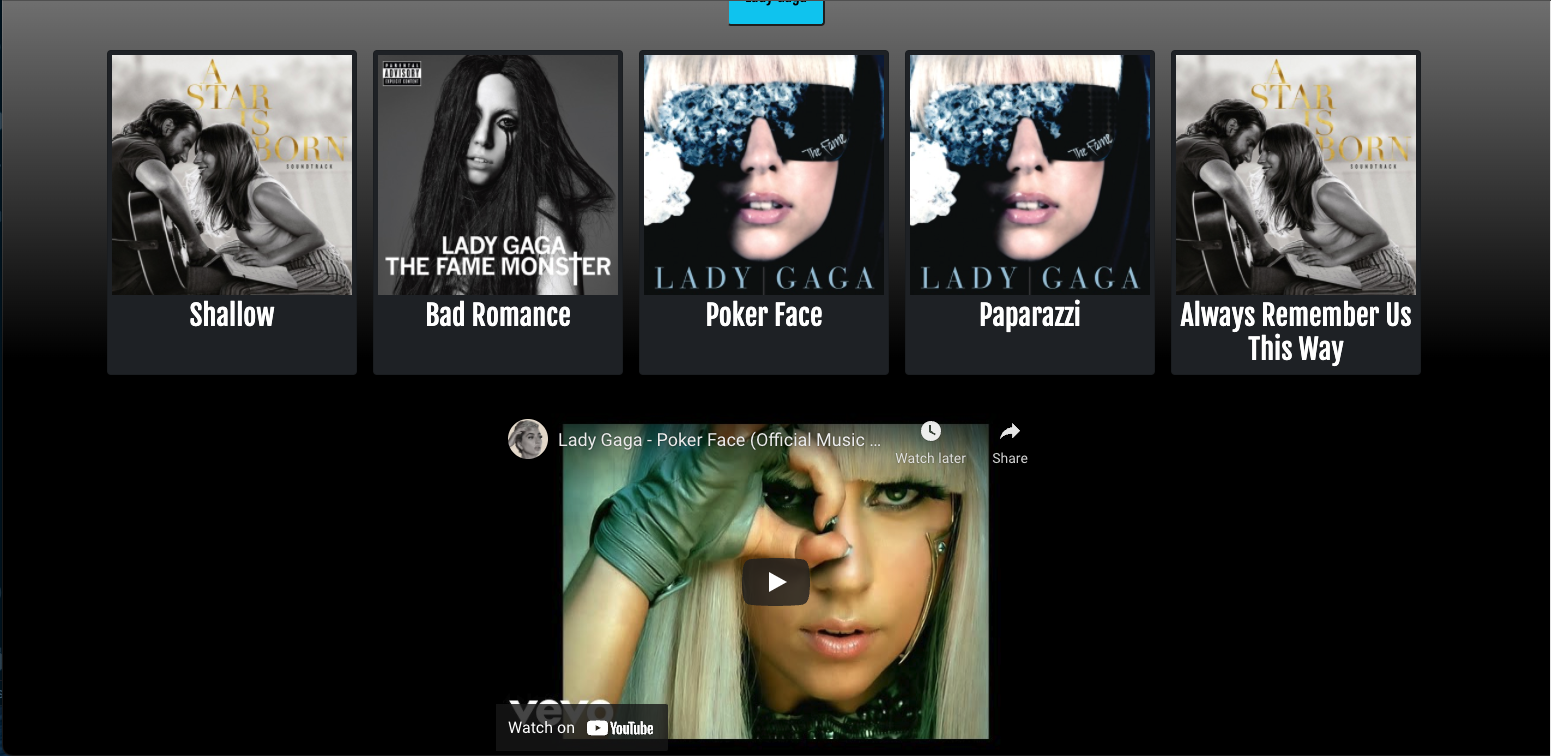 Lady Gaga
A
STAR
IS
BORN
SOUNDTRACK
Shallow
PARENTAL
ADVISORY
EXPLICIT CONTENT
LADY GAGA
THE FAME MONSTER
Bad Romance
The Fame
LADY | GAGA
Poker Face
The Fame
LADY | GAGA
Paparazzi
A
STAR
IS
BORN
SOUNDTRACK
Always Remember Us
This Way
Lady Gaga - Poker Face (Official Music ...
Watch later
Share
vevo
Watch on YouTube